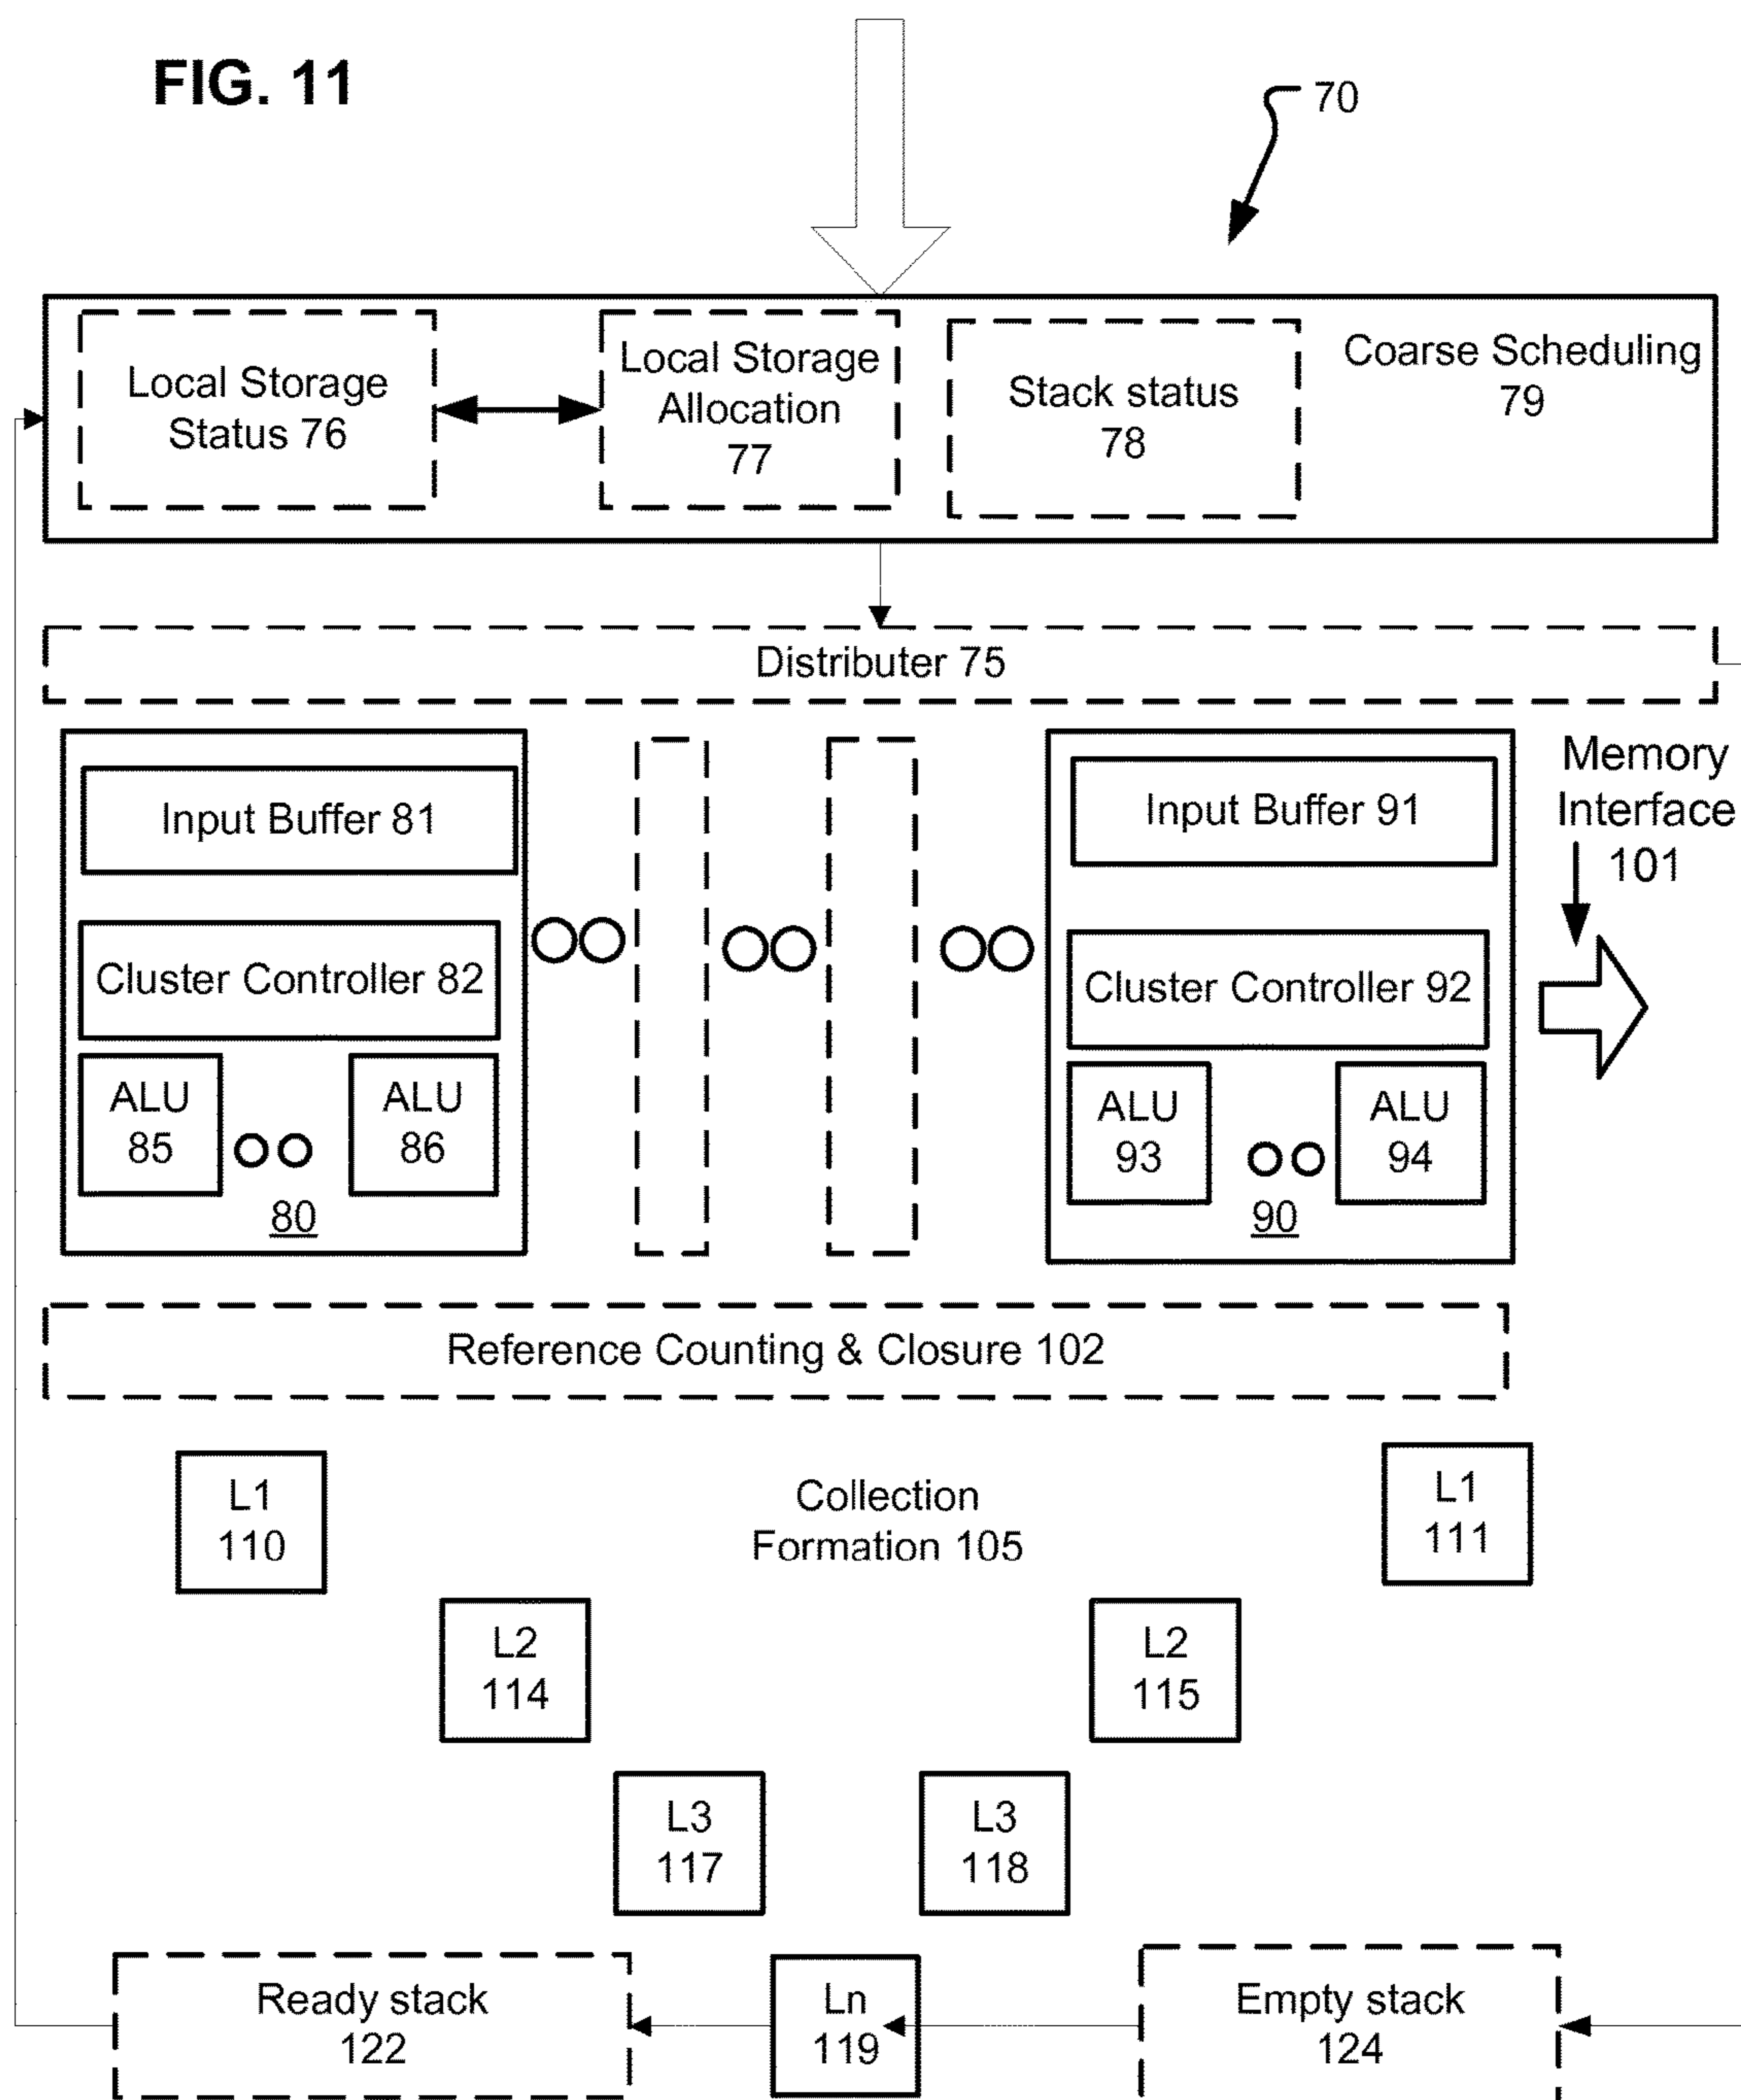 FIG. 11
70
Local Storage
Status 76
Local Storage
Allocation
77
Stack status
78
Coarse Scheduling
79
Distributer 75
Input Buffer 81
Cluster Controller 82
ALU
85
ALU
86
80
Input Buffer 91
Cluster Controller 92
ALU
93
ALU
94
90
Memory
Interface
101
Reference Counting & Closure 102
L1
110
Collection
Formation 105
L1
111
L2
114
L2
115
L3
117
L3
118
Ready stack
122
Ln
119
Empty stack
124